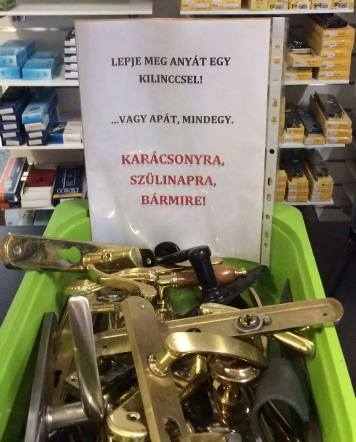 LEPJE MEG ANYÁT EGY
KILINCCSEL!
...VAGY APÁT, MINDEGY.
KARÁCSONYRA,
SZÜLINAPRA,
BÁRMIRE!